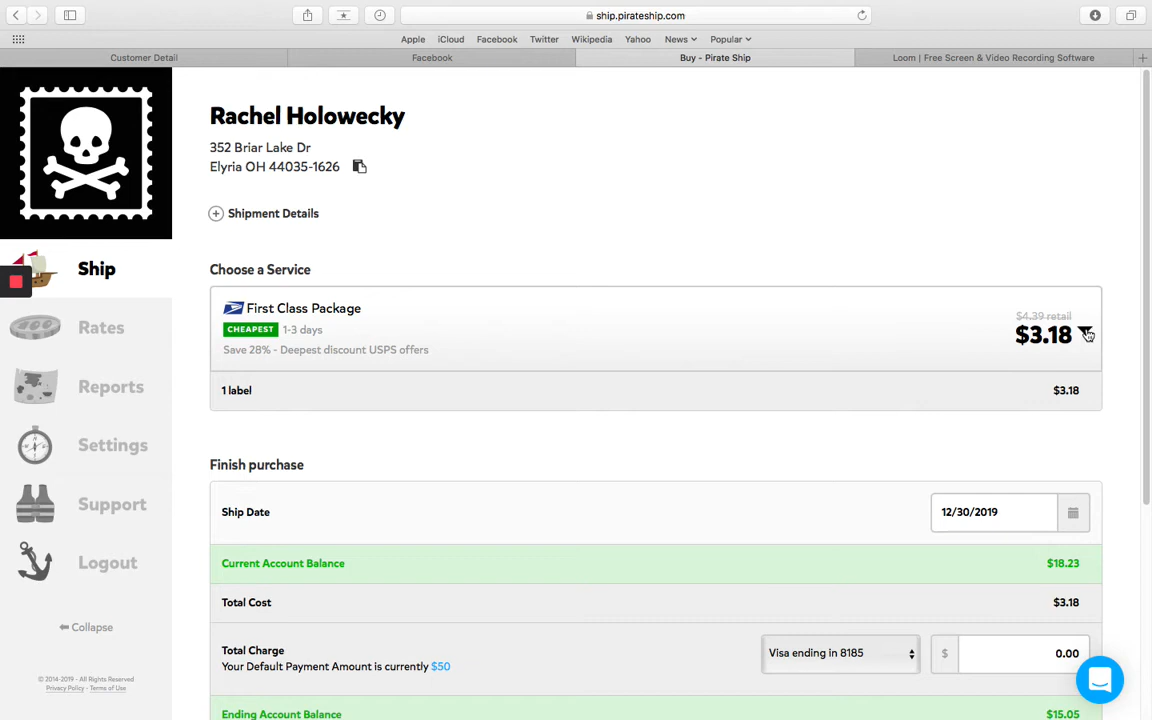 ship.pirateship.com
Apple iCloud Facebook Twitter Wikipedia Yahoo News Popular
Customer Detail Facebook Buy - Pirate Ship Loom | Free Screen & Video Recording Software
Rachel Holowecky
352 Briar Lake Dr
Elyria OH 44035-1626
Shipment Details
Ship
Rates
Reports
Settings
Support
Logout
Collapse
© 2014-2019 - All Rights Reserved
Privacy Policy - Terms of Use
Choose a Service
First Class Package
CHEAPEST 1-3 days
Save 28% - Deepest discount USPS offers
$4.39 retail
$3.18
1 label $3.18
Finish purchase
Ship Date 12/30/2019
Current Account Balance $18.23
Total Cost $3.18
Total Charge
Your Default Payment Amount is currently $50
Visa ending in 8185 $ 0.00
Ending Account Balance $15.05